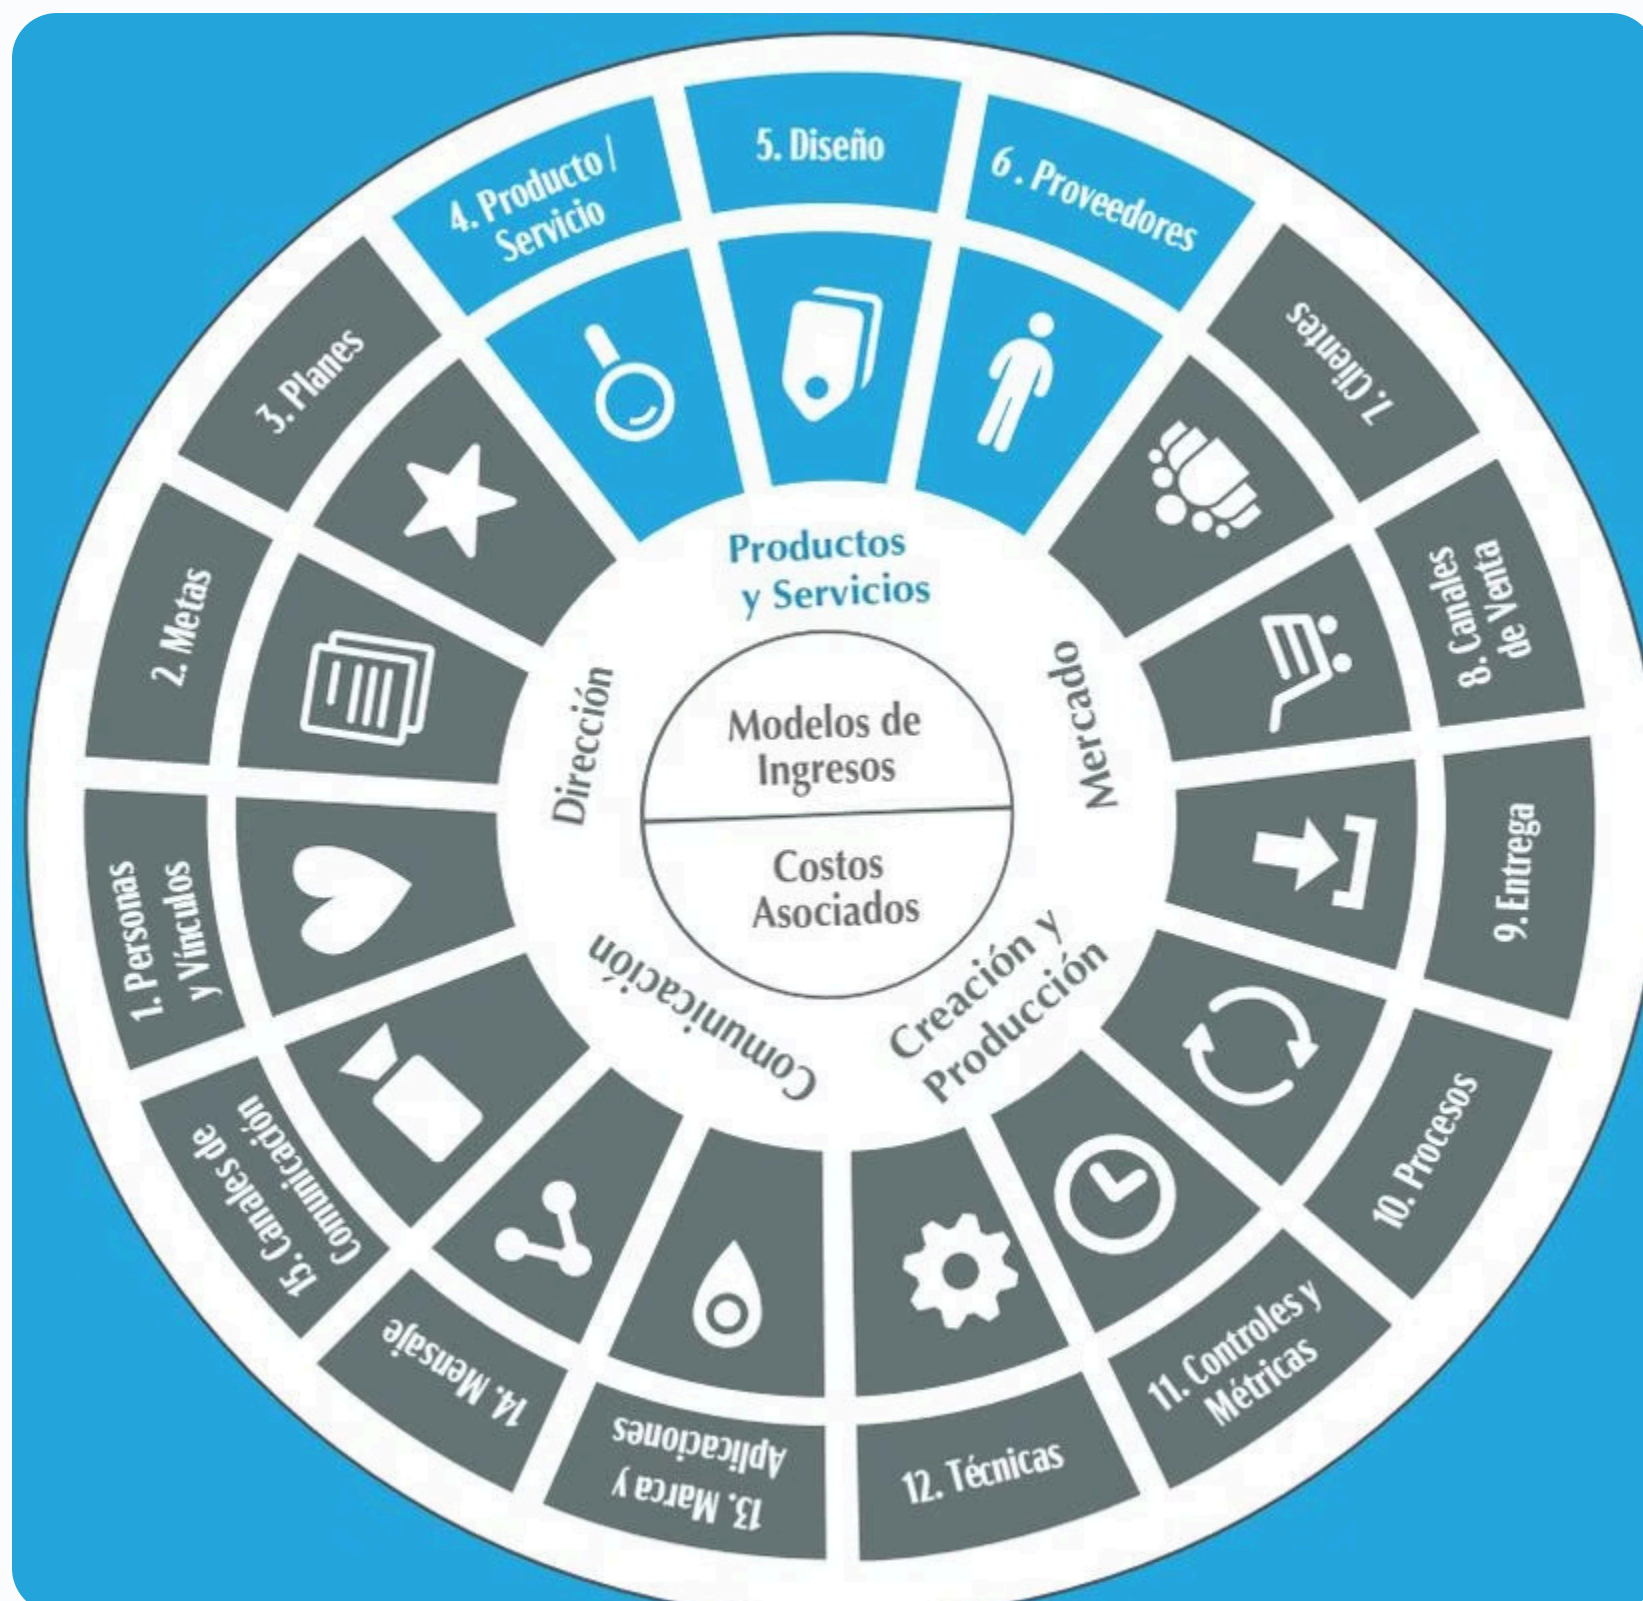 5. Diseño
4. Producto /
Servicio
6 . Proveedores
3. Planes
7. Clientes
2. Metas
8. Canales
de Venta
1. Personas
y Vínculos
9. Entrega
15. Canales de
Comunicación
10. Procesos
14. Mensaje
11. Controles y
Métricas
13. Marca y
Aplicaciones
12. Técnicas
Productos
y Servicios
Dirección
Mercado
Modelos de
Ingresos
Costos
Asociados
Comunicación
Creación y
Producción